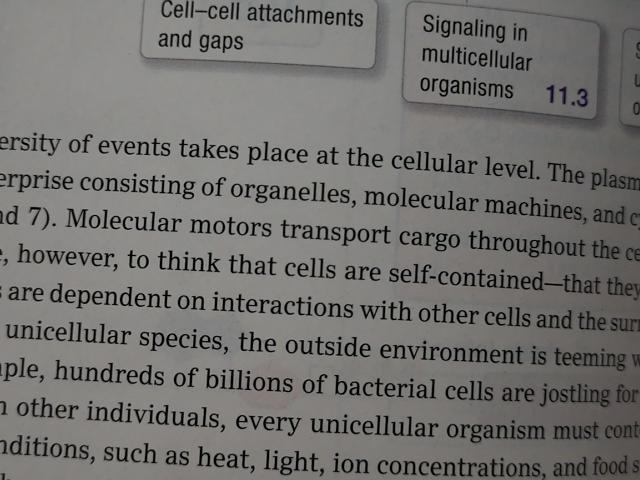 Cell–cell attachments
and gaps
Signaling in
multicellular
organisms 11.3
ersity of events takes place at the cellular level. The plasm
erprise consisting of organelles, molecular machines, and c
nd 7). Molecular motors transport cargo throughout the ce
, however, to think that cells are self-contained—that they
are dependent on interactions with other cells and the surr
unicellular species, the outside environment is teeming w
ple, hundreds of billions of bacterial cells are jostling for
other individuals, every unicellular organism must cont
nditions, such as heat, light, ion concentrations, and food s